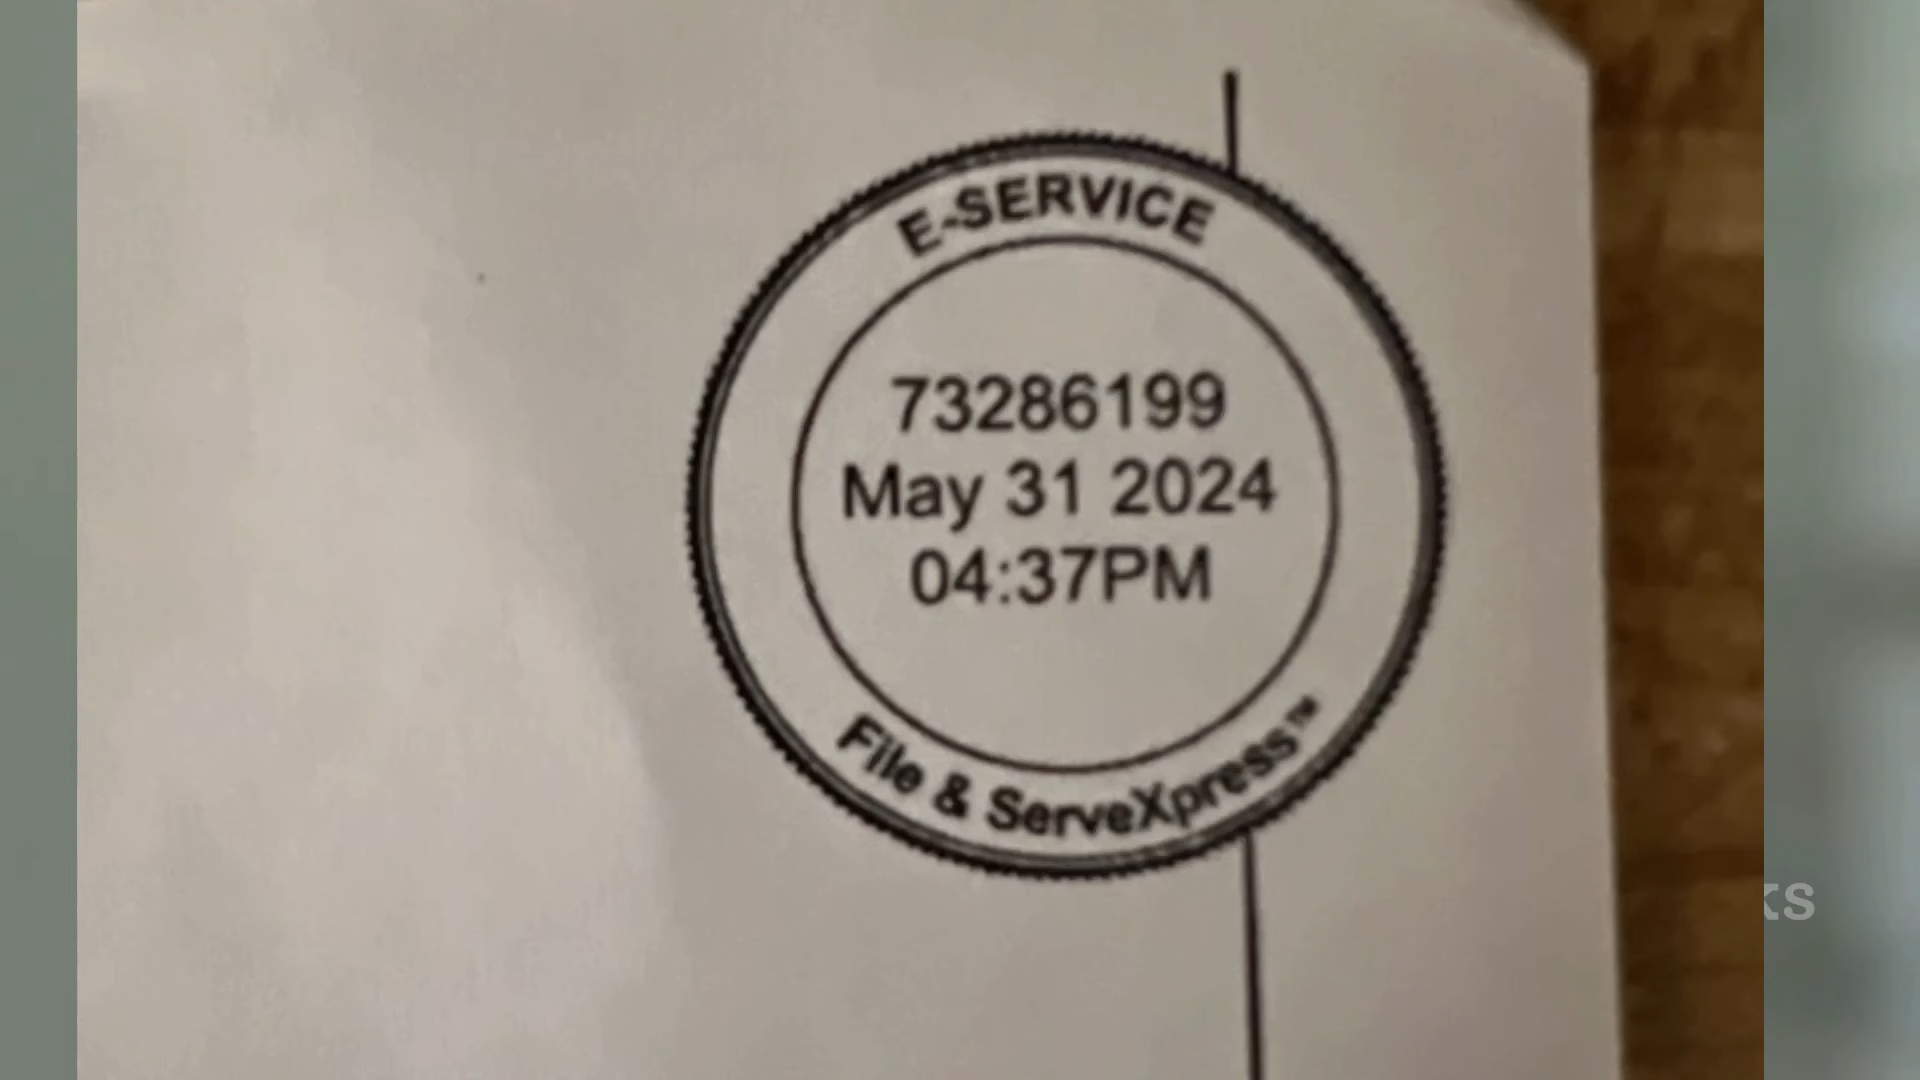 E-SERVICE
73286199
May 31 2024
04:37PM
File & ServeXpress™